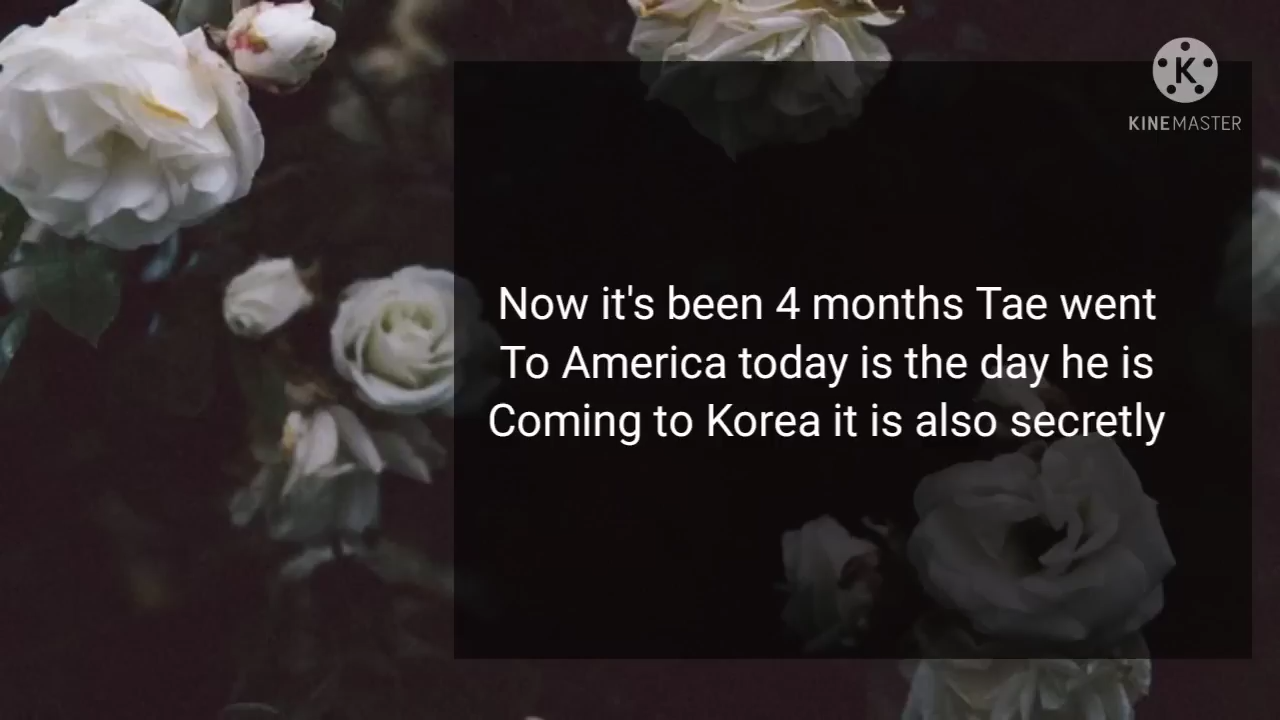 KINEMASTER
Now it's been 4 months Tae went
To America today is the day he is
Coming to Korea it is also secretly